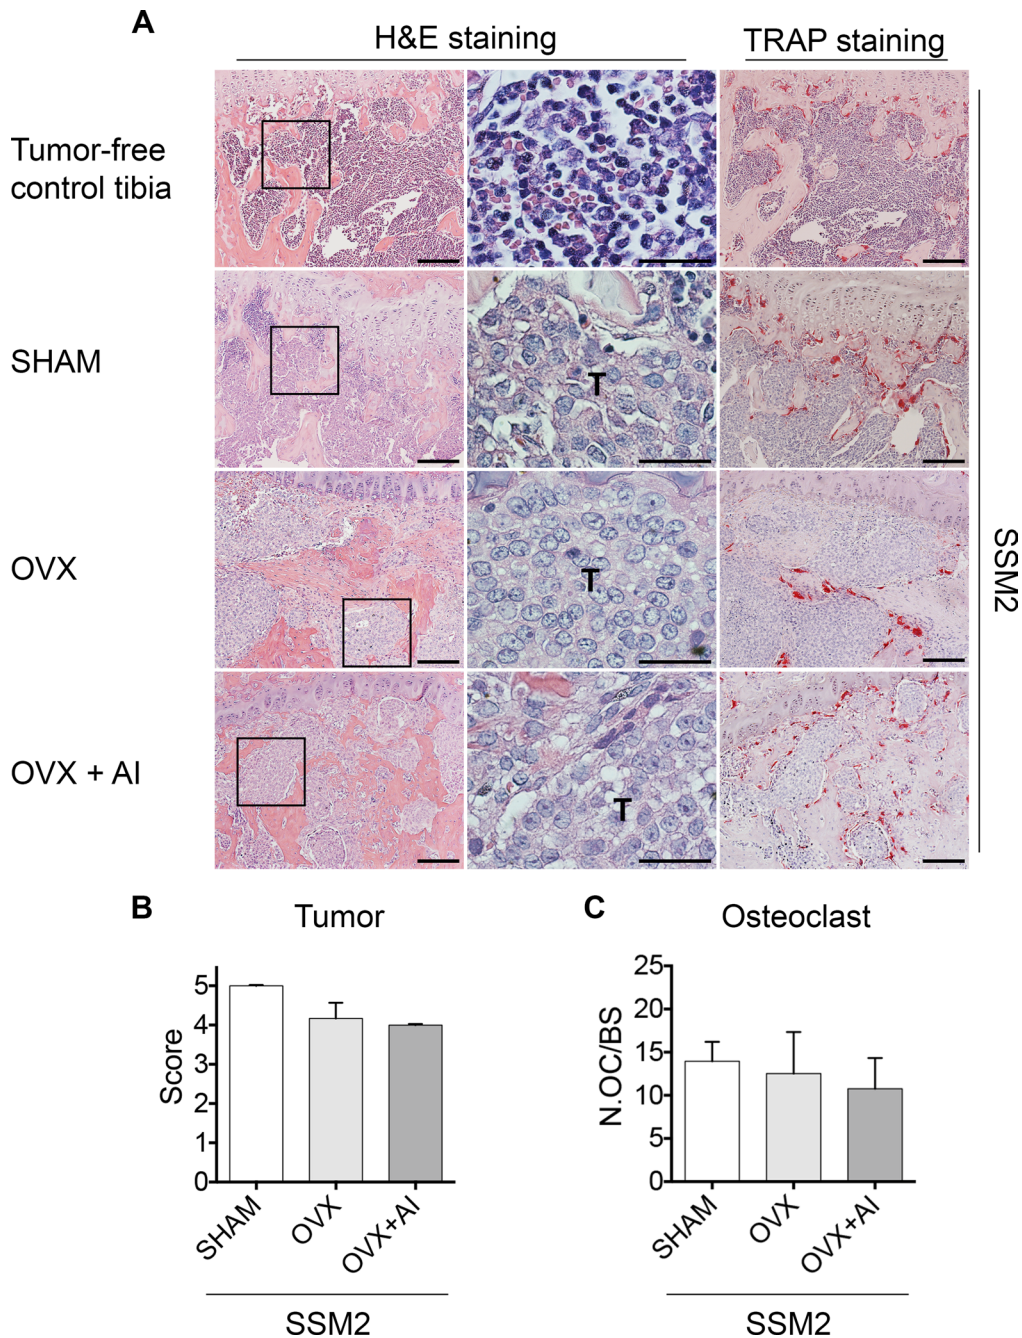 A
H&E staining
TRAP staining
Tumor-free
control tibia
SHAM
T
OVX
T
OVX + AI
T
SSM2
B
Tumor
Score
5
4
3
2
1
0
SHAM
OVX
OVX+AI
SSM2
C
Osteoclast
N.OC/BS
25
20
15
10
5
0
SHAM
OVX
OVX+AI
SSM2